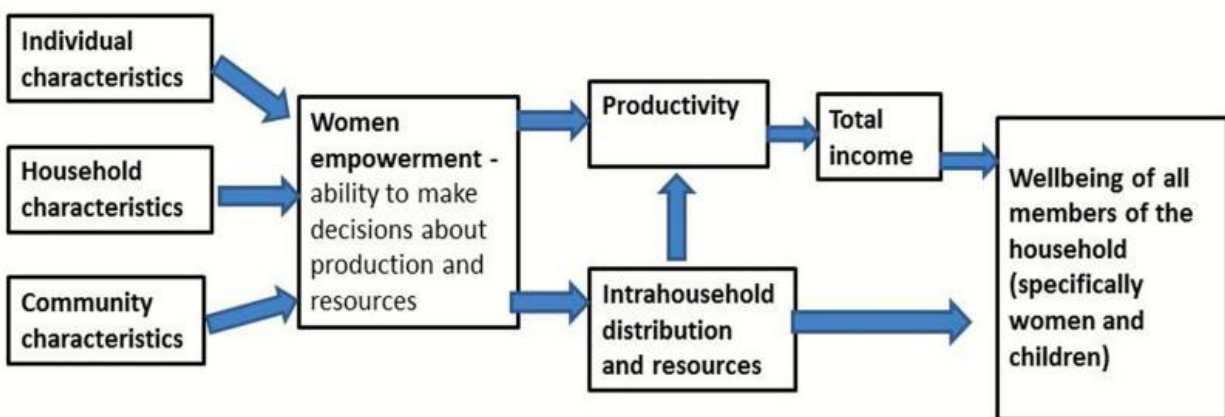 Individual
characteristics
Household
characteristics
Community
characteristics
Women
empowerment -
ability to make
decisions about
production and
resources
Productivity
Intrahousehold
distribution
and resources
Total
income
Wellbeing of all
members of the
household
(specifically
women and
children)